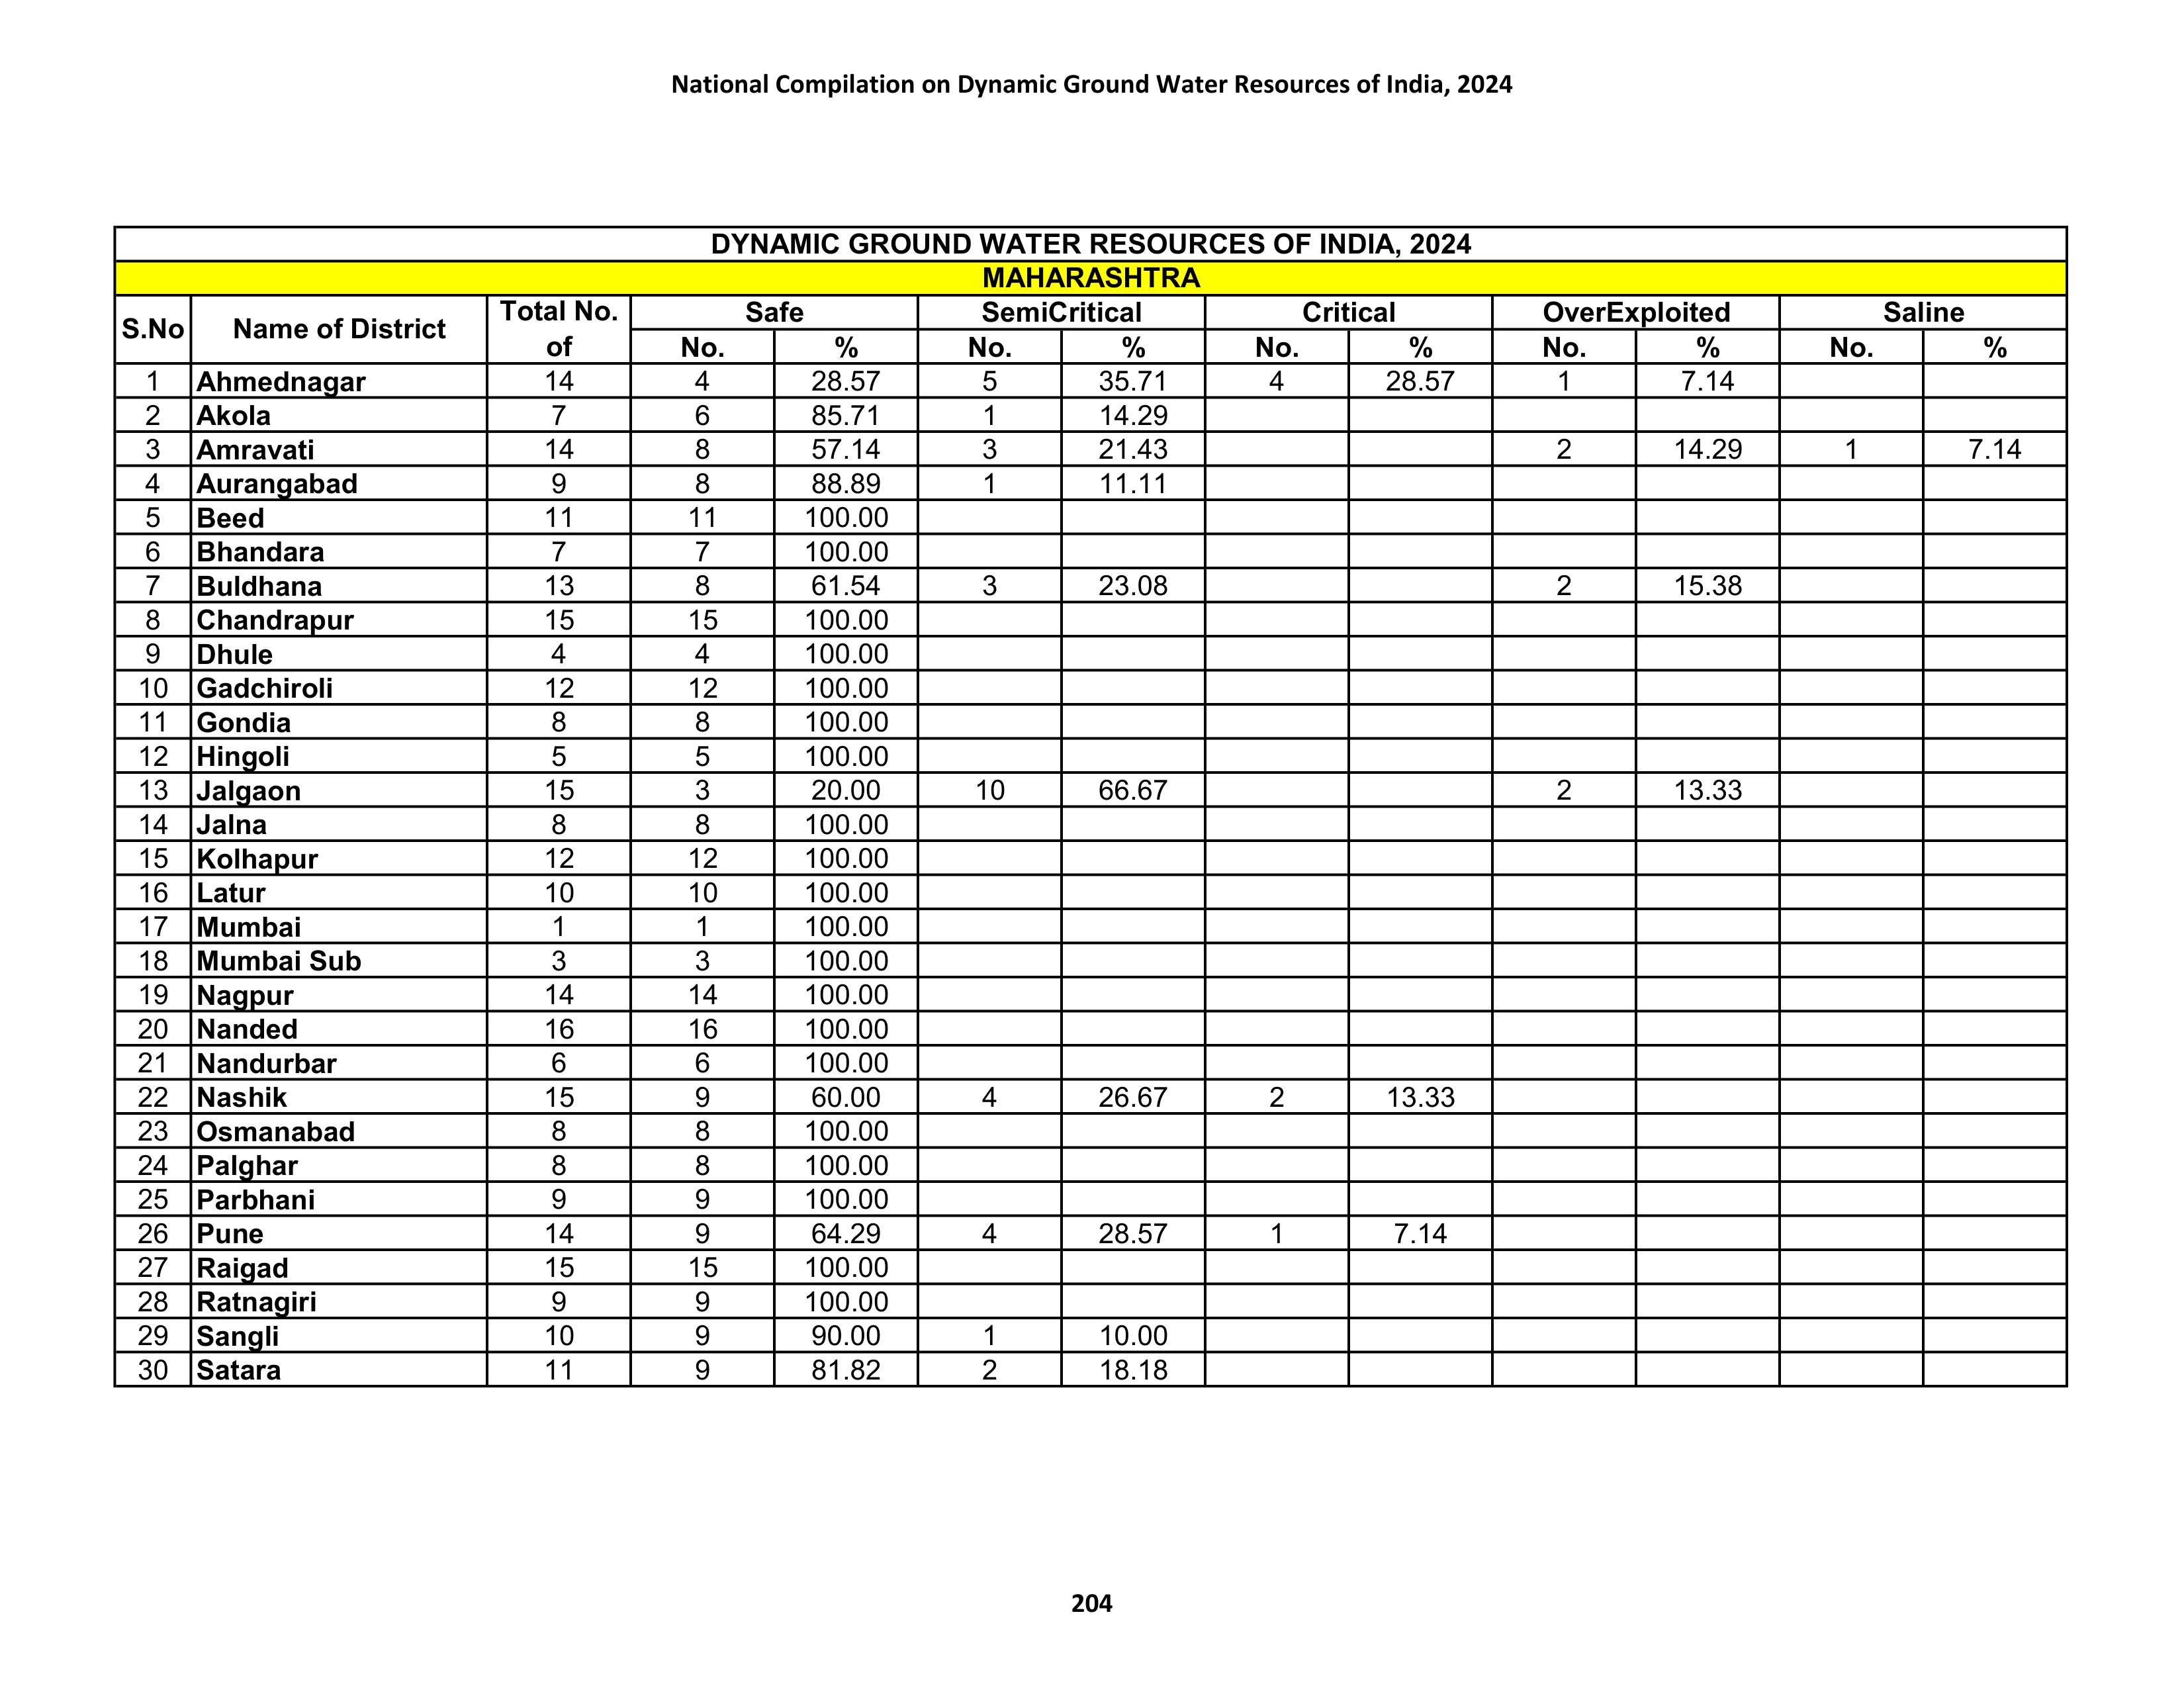 National Compilation on Dynamic Ground Water Resources of India, 2024
DYNAMIC GROUND WATER RESOURCES OF INDIA, 2024
MAHARASHTRA
S.No Name of District Total No. of Safe SemiCritical Critical OverExploited Saline
No. % No. % No. % No. % No. %
1 Ahmednagar 14 4 28.57 5 35.71 4 28.57 1 7.14
2 Akola 7 6 85.71 1 14.29
3 Amravati 14 8 57.14 3 21.43 2 14.29 1 7.14
4 Aurangabad 9 8 88.89 1 11.11
5 Beed 11 11 100.00
6 Bhandara 7 7 100.00
7 Buldhana 13 8 61.54 3 23.08 2 15.38
8 Chandrapur 15 15 100.00
9 Dhule 4 4 100.00
10 Gadchiroli 12 12 100.00
11 Gondia 8 8 100.00
12 Hingoli 5 5 100.00
13 Jalgaon 15 3 20.00 10 66.67 2 13.33
14 Jalna 8 8 100.00
15 Kolhapur 12 12 100.00
16 Latur 10 10 100.00
17 Mumbai 1 1 100.00
18 Mumbai Sub 3 3 100.00
19 Nagpur 14 14 100.00
20 Nanded 16 16 100.00
21 Nandurbar 6 6 100.00
22 Nashik 15 9 60.00 4 26.67 2 13.33
23 Osmanabad 8 8 100.00
24 Palghar 8 8 100.00
25 Parbhani 9 9 100.00
26 Pune 14 9 64.29 4 28.57 1 7.14
27 Raigad 15 15 100.00
28 Ratnagiri 9 9 100.00
29 Sangli 10 9 90.00 1 10.00
30 Satara 11 9 81.82 2 18.18
204